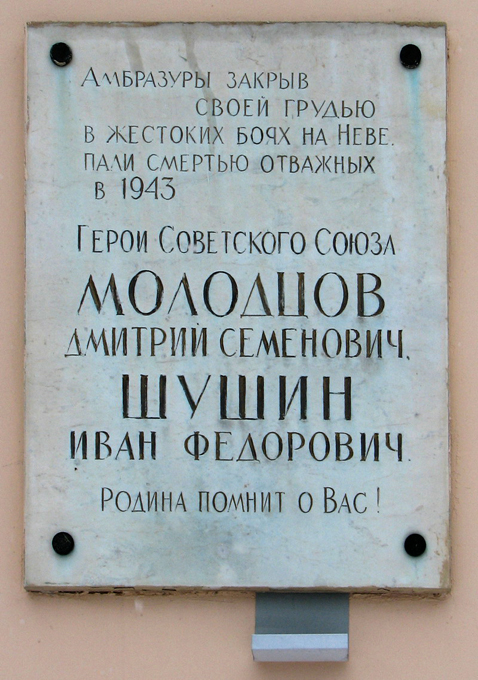 Амбразуры закрыв
своей грудью
в жестоких боях на Неве.
пали смертью отважных
в 1943
Герои Советского Союза
МОЛОДЦОВ
ДМИТРИЙ СЕМЕНОВИЧ,
ШУШИН
ИВАН ФЕДОРОВИЧ.
Родина помнит о Вас!